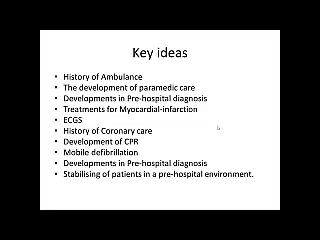 Key ideas
• History of Ambulance
• The development of paramedic care
• Developments in Pre-hospital diagnosis
• Treatments for Myocardial-infarction
• ECGS
• History of Coronary care
• Development of CPR
• Mobile defibrillation
• Developments in Pre-hospital diagnosis
• Stabilising of patients in a pre-hospital environment.